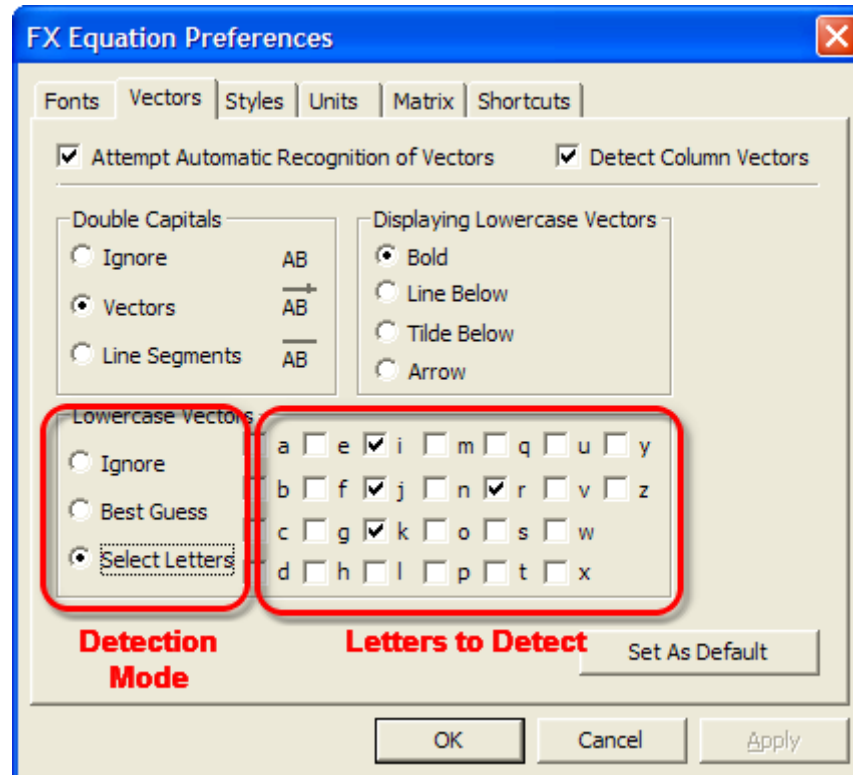 FX Equation Preferences
Fonts Vectors Styles Units Matrix Shortcuts
Attempt Automatic Recognition of Vectors Detect Column Vectors
Double Capitals
Ignore AB
Vectors AB
Line Segments AB
Displaying Lowercase Vectors
Bold
Line Below
Tilde Below
Arrow
Lowercase Vectors
Ignore
Best Guess
Select Letters
a e i m q u y
b f j n r v z
c g k o s w
d h l p t x
Detection
Mode
Letters to Detect
Set As Default
OK Cancel Apply